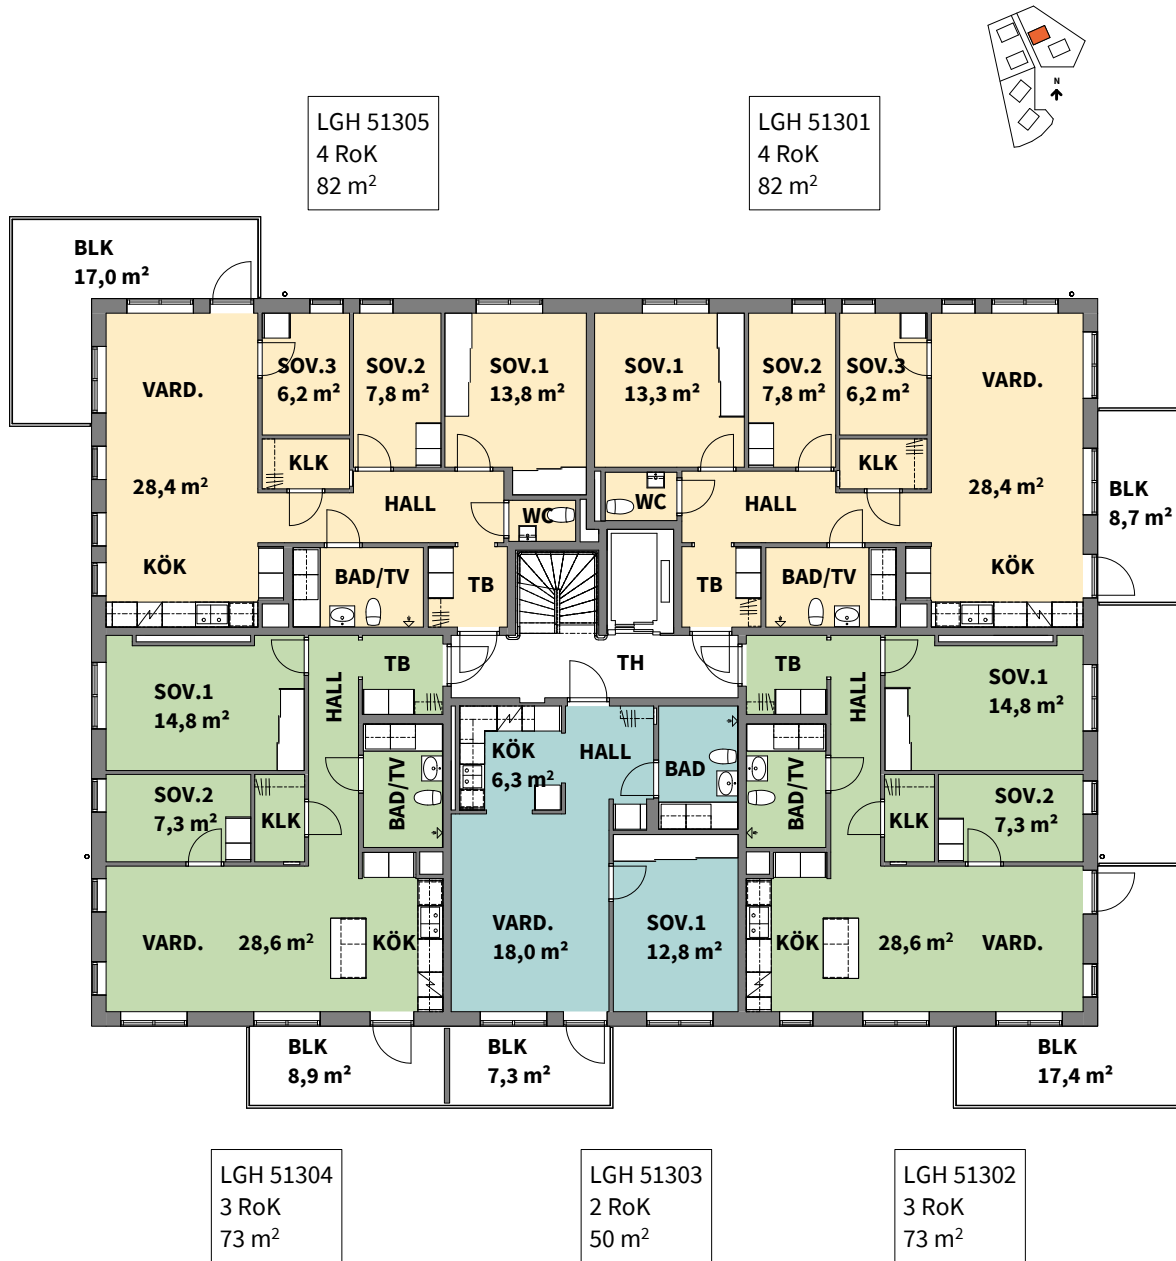 N
LGH 51305
4 RoK
82 m²
LGH 51301
4 RoK
82 m²
BLK
17,0 m²
VARD.
28,4 m²
KÖK
SOV.3
6,2 m²
SOV.2
7,8 m²
SOV.1
13,8 m²
KLK
HALL
WC
BAD/TV
TB
SOV.1
13,3 m²
SOV.2
7,8 m²
SOV.3
6,2 m²
VARD.
KLK
28,4 m²
WC
HALL
BLK
8,7 m²
TB
BAD/TV
KÖK
TH
SOV.1
14,8 m²
HALL
TB
SOV.2
7,3 m²
KLK
BAD/TV
VARD.
28,6 m²
KÖK
KÖK
6,3 m²
HALL
BAD
VARD.
18,0 m²
SOV.1
12,8 m²
TB
HALL
SOV.1
14,8 m²
BAD/TV
KLK
SOV.2
7,3 m²
KÖK
28,6 m²
VARD.
BLK
8,9 m²
BLK
7,3 m²
BLK
17,4 m²
LGH 51304
3 RoK
73 m²
LGH 51303
2 RoK
50 m²
LGH 51302
3 RoK
73 m²